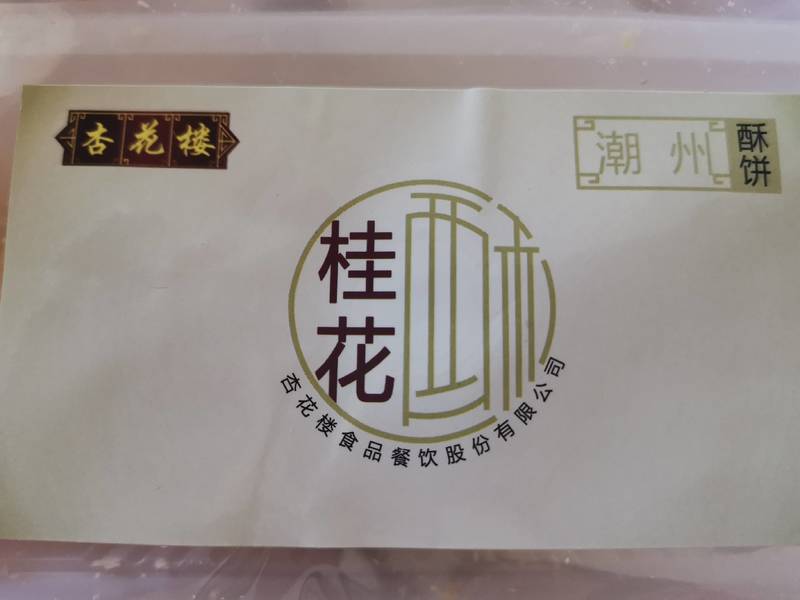 杏花楼
潮州
酥饼
桂花
酥
杏花楼食品餐饮股份有限公司